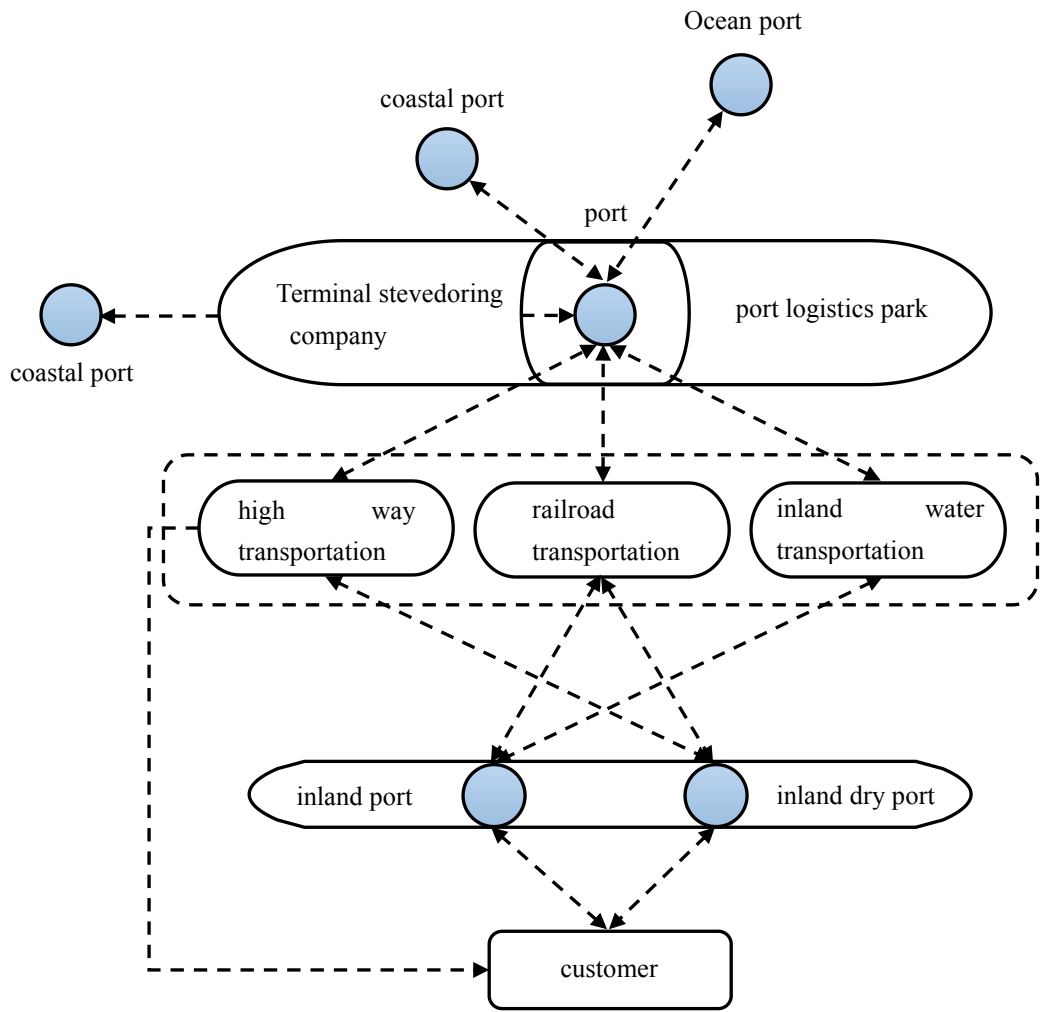 Ocean port
coastal port
port
Terminal stevedoring
company
port logistics park
coastal port
high way
transportation
railroad
transportation
inland water
transportation
inland port
inland dry port
customer